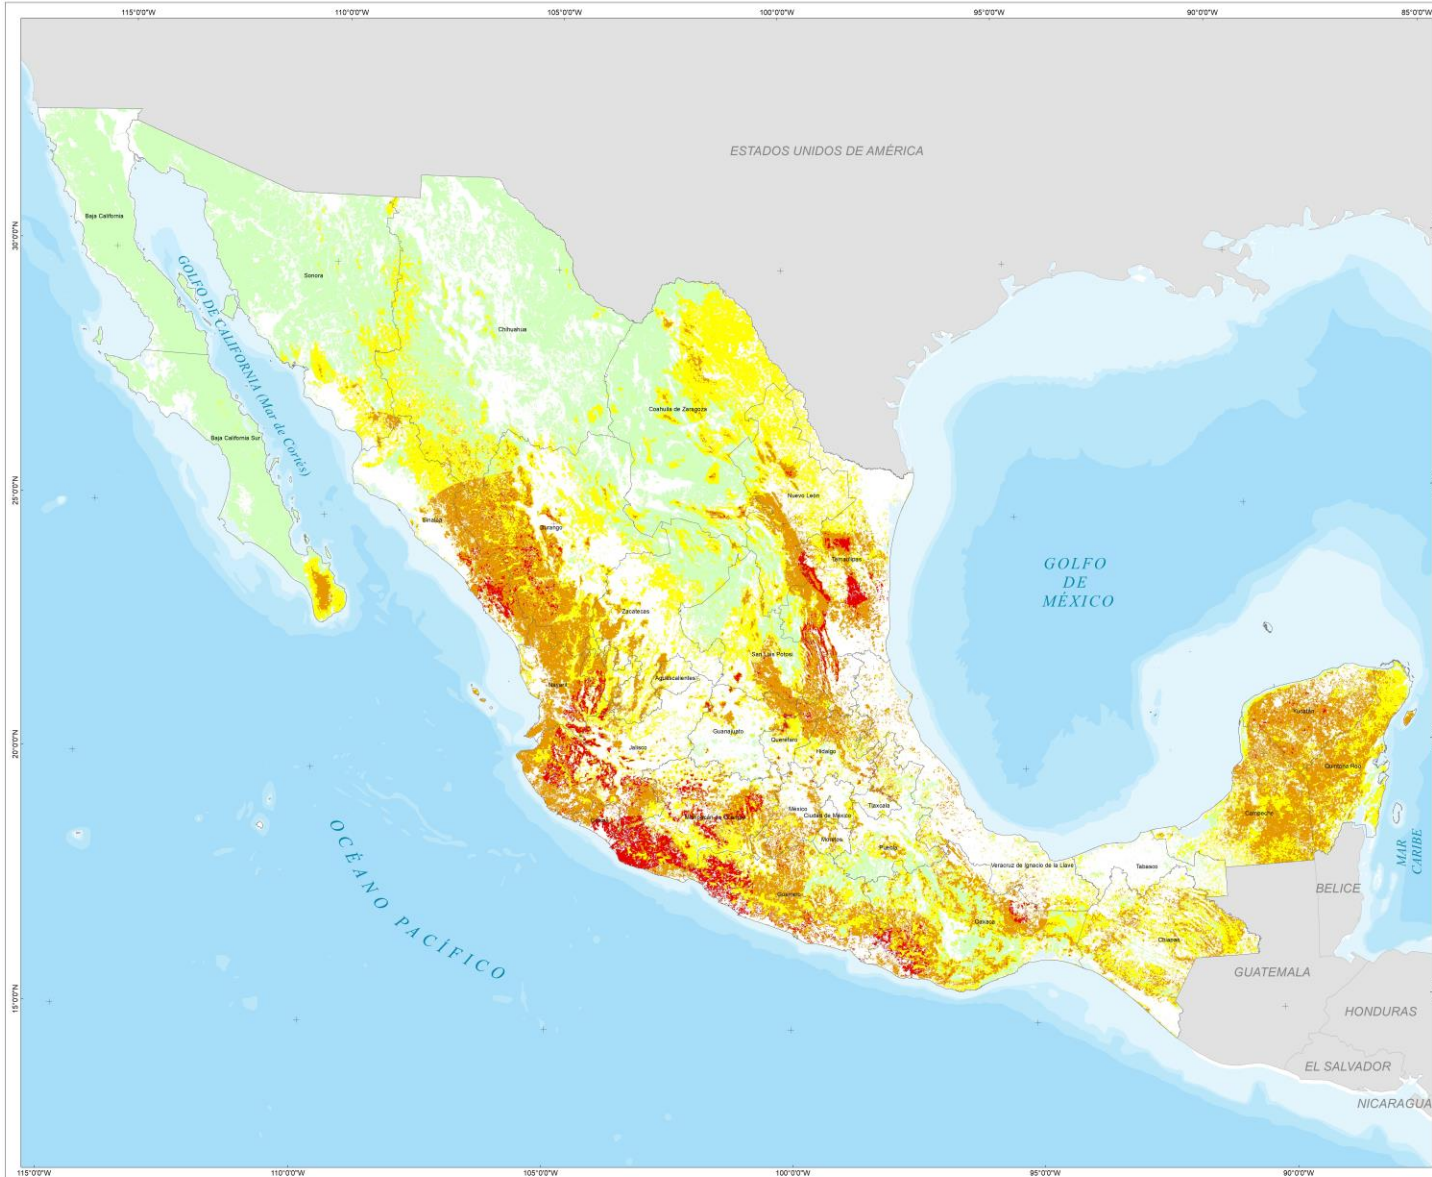 115°0'0"W 110°0'0"W 105°0'0"W 100°0'0"W 95°0'0"W 90°0'0"W 85°0'0"W
ESTADOS UNIDOS DE AMÉRICA
Baja California
30°0'0"N
GOLFO DE CALIFORNIA (Mar de Cortés)
Sonora
Chihuahua
Coahuila de Zaragoza
Baja California Sur
25°0'0"N
Nuevo León
Sinaloa
Durango
Tamaulipas
GOLFO
DE
MÉXICO
Zacatecas
San Luis Potosí
Nayarit
Aguascalientes
Yucatán
Guanajuato
20°0'0"N
Jalisco
Querétaro
Hidalgo
Quintana Roo
México
Tlaxcala
Ciudad de México
Campeche
Morelos
Puebla
Veracruz de Ignacio de la Llave
Tabasco
MAR
CARIBE
OCÉANO PACÍFICO
BELICE
Guerrero
Oaxaca
Chiapas
GUATEMALA
15°0'0"N
HONDURAS
EL SALVADOR
NICARAGUA
115°0'0"W 110°0'0"W 105°0'0"W 100°0'0"W 95°0'0"W 90°0'0"W